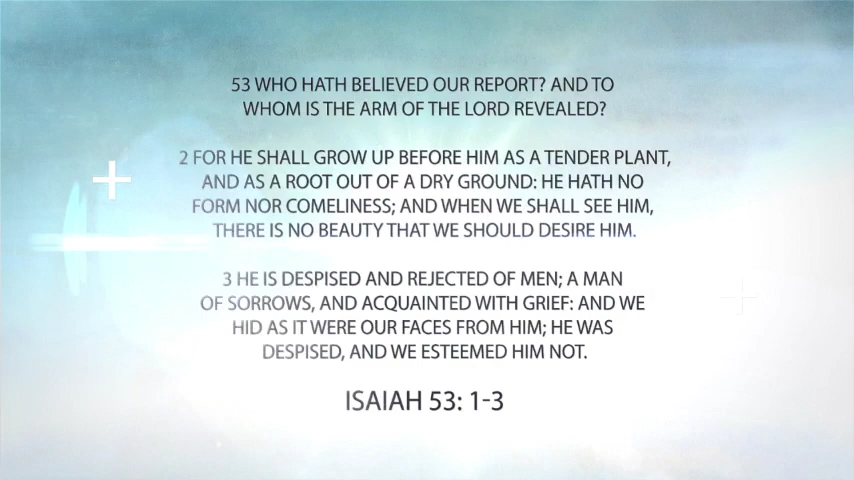 53 WHO HATH BELIEVED OUR REPORT? AND TO
WHOM IS THE ARM OF THE LORD REVEALED?
2 FOR HE SHALL GROW UP BEFORE HIM AS A TENDER PLANT,
AND AS A ROOT OUT OF A DRY GROUND: HE HATH NO
FORM NOR COMELINESS; AND WHEN WE SHALL SEE HIM,
THERE IS NO BEAUTY THAT WE SHOULD DESIRE HIM.
3 HE IS DESPISED AND REJECTED OF MEN; A MAN
OF SORROWS, AND ACQUAINTED WITH GRIEF: AND WE
HID AS IT WERE OUR FACES FROM HIM; HE WAS
DESPISED, AND WE ESTEEMED HIM NOT.
ISAIAH 53: 1-3